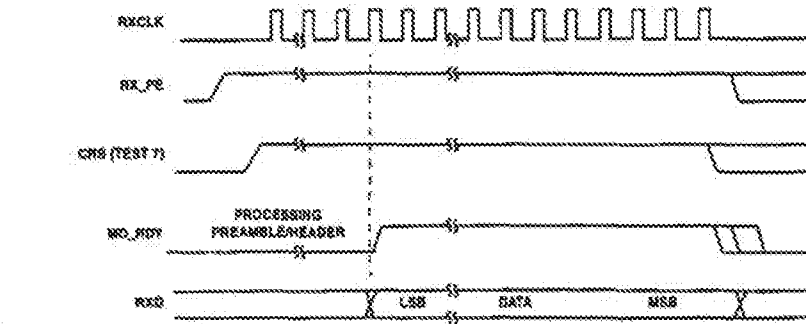 RXCLK
RX_PE
CRS (TEST 7)
PROCESSING
PREAMBLE/HEADER
MD_RDY
RXD
LSB
DATA
MSB